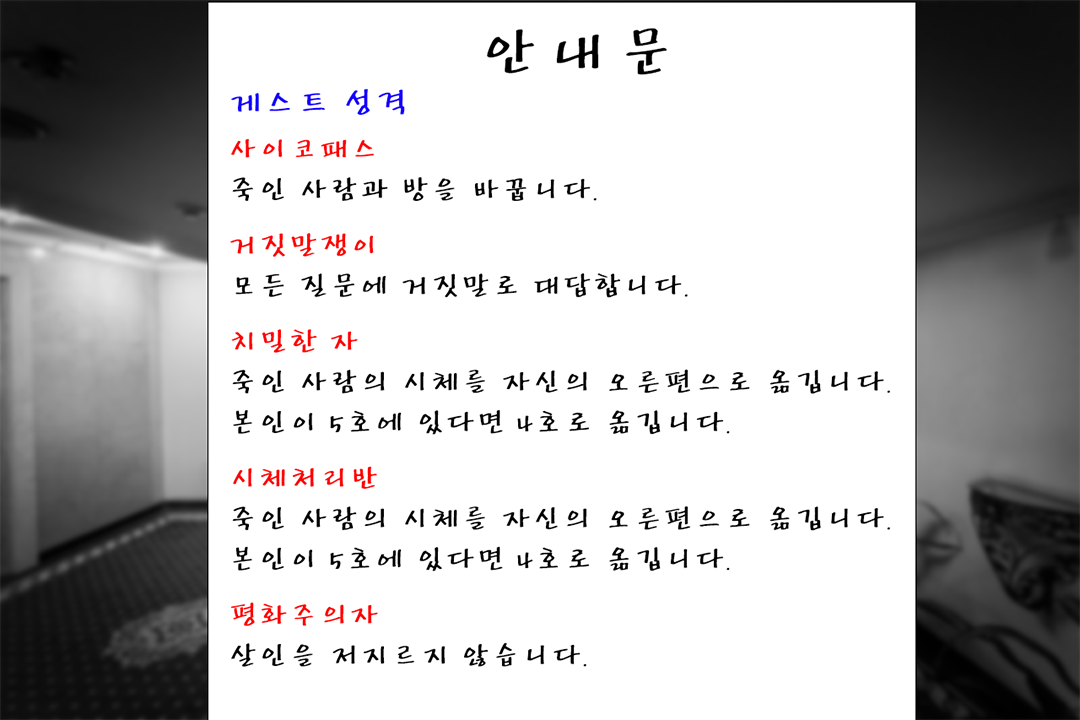 안내문
게스트 성격
사이코패스
죽인 사람과 방을 바꿉니다.
거짓말쟁이
모든 질문에 거짓말로 대답합니다.
치밀한 자
죽인 사람의 시체를 자신의 오른편으로 옮깁니다.
본인이 5호에 있다면 4호로 옮깁니다.
시체처리반
죽인 사람의 시체를 자신의 오른편으로 옮깁니다.
본인이 5호에 있다면 4호로 옮깁니다.
평화주의자
살인을 저지르지 않습니다.